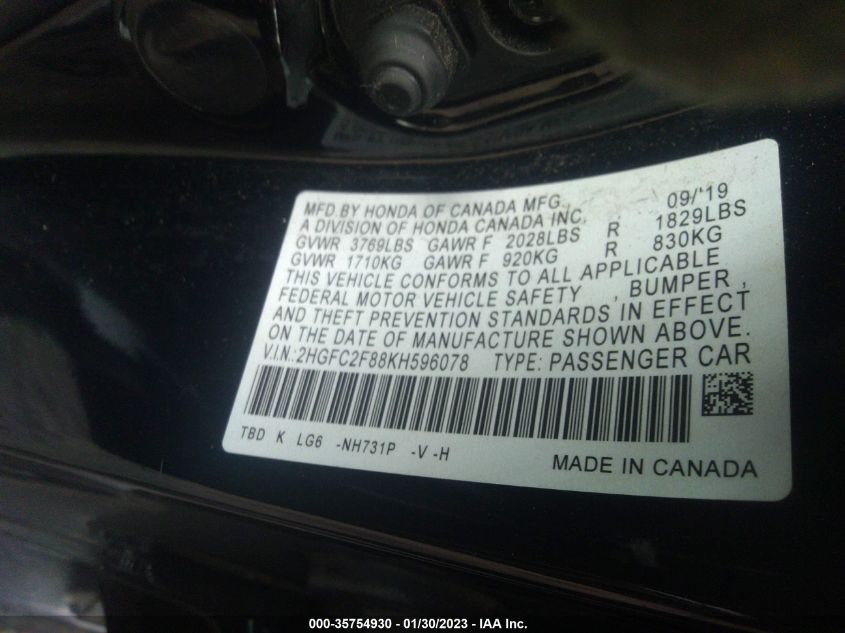 MFD BY HONDA OF CANADA MFG. 09/'19
A DIVISION OF HONDA CANADA INC.
GVWR 3769LBS GAWR F 2028LBS R 1829LBS
GVWR 1710KG GAWR F 920KG R 830KG
THIS VEHICLE CONFORMS TO ALL APPLICABLE
FEDERAL MOTOR VEHICLE SAFETY , BUMPER ,
AND THEFT PREVENTION STANDARDS IN EFFECT
ON THE DATE OF MANUFACTURE SHOWN ABOVE.
V.I.N.:2HGFC2F88KH596078 TYPE: PASSENGER CAR
TBD K LG6 -NH731P -V -H
MADE IN CANADA
000-35754930 - 01/30/2023 - IAA Inc.